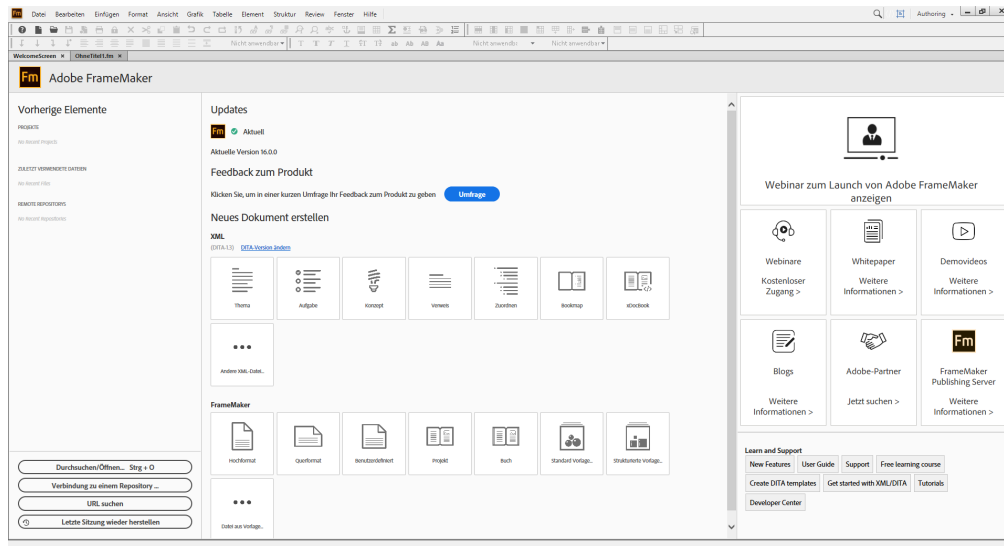 Fm Datei Bearbeiten Einfügen Format Ansicht Grafik Tabelle Element Struktur Review Fenster Hilfe Authoring
Nicht anwendbar Nicht anwendbc Nicht anwendbar
WelcomeScreen × OhneTitel1.fm ×
Fm Adobe FrameMaker
Vorherige Elemente
PROJEKTE
No Recent Projects
ZULETZT VERWENDETE DATEIEN
No Recent Files
REMOTE REPOSITORYS
No Recent Repositories
Durchsuchen/Öffnen... Strg + O
Verbindung zu einem Repository ...
URL suchen
Letzte Sitzung wieder herstellen
Updates
Fm Aktuell
Aktuelle Version 16.0.0
Feedback zum Produkt
Klicken Sie, um in einer kurzen Umfrage Ihr Feedback zum Produkt zu geben Umfrage
Neues Dokument erstellen
XML
(DITA-1.3) DITA-Version ändern
Thema Aufgabe Konzept Verweis Zuordnen Bookmap xDocBook
Andere XML-Datei...
FrameMaker
Hochformat Querformat Benutzerdefiniert Projekt Buch Standard Vorlage... Strukturierte Vorlage...
Datei aus Vorlage...
Webinar zum Launch von Adobe FrameMaker
anzeigen
Webinare Whitepaper Demovideos
Kostenloser Weitere Weitere
Zugang > Informationen > Informationen >
Fm
Blogs Adobe-Partner FrameMaker
Publishing Server
Weitere Jetzt suchen > Weitere
Informationen > Informationen >
Learn and Support
New Features User Guide Support Free learning course
Create DITA templates Get started with XML/DITA Tutorials
Developer Center